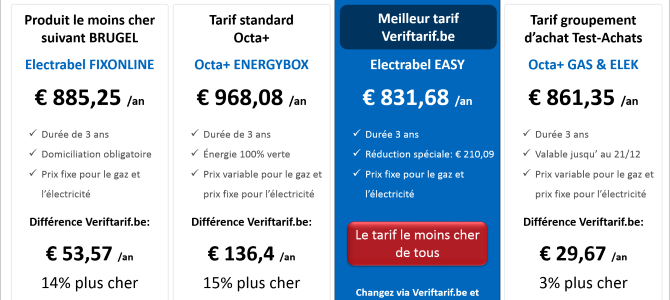 Produit le moins cher
suivant BRUGEL
Electrabel FIXONLINE
€ 885,25 /an
✓ Durée de 3 ans
✓ Domiciliation obligatoire
✓ Prix fixe pour le gaz et
l'électricité
Différence Veriftarif.be:
€ 53,57 /an
14% plus cher
Tarif standard
Octa+
Octa+ ENERGYBOX
€ 968,08 /an
✓ Durée de 3 ans
✓ Énergie 100% verte
✓ Prix variable pour le gaz et
prix fixe pour l'électricité
Différence Veriftarif.be:
€ 136,4 /an
15% plus cher
Meilleur tarif
Veriftarif.be
Electrabel EASY
€ 831,68 /an
✓ Durée 3 ans
✓ Réduction spéciale: € 210,09
✓ Prix fixe pour le gaz et
l'électricité
Le tarif le moins cher
de tous
Changez via Veriftarif.be et
Tarif groupement
d'achat Test-Achats
Octa+ GAS & ELEK
€ 861,35 /an
✓ Durée 3 ans
✓ Valable jusqu' au 21/12
✓ Prix variable pour le gaz et
prix fixe pour l'électricité
Différence Veriftarif.be:
€ 29,67 /an
3% plus cher